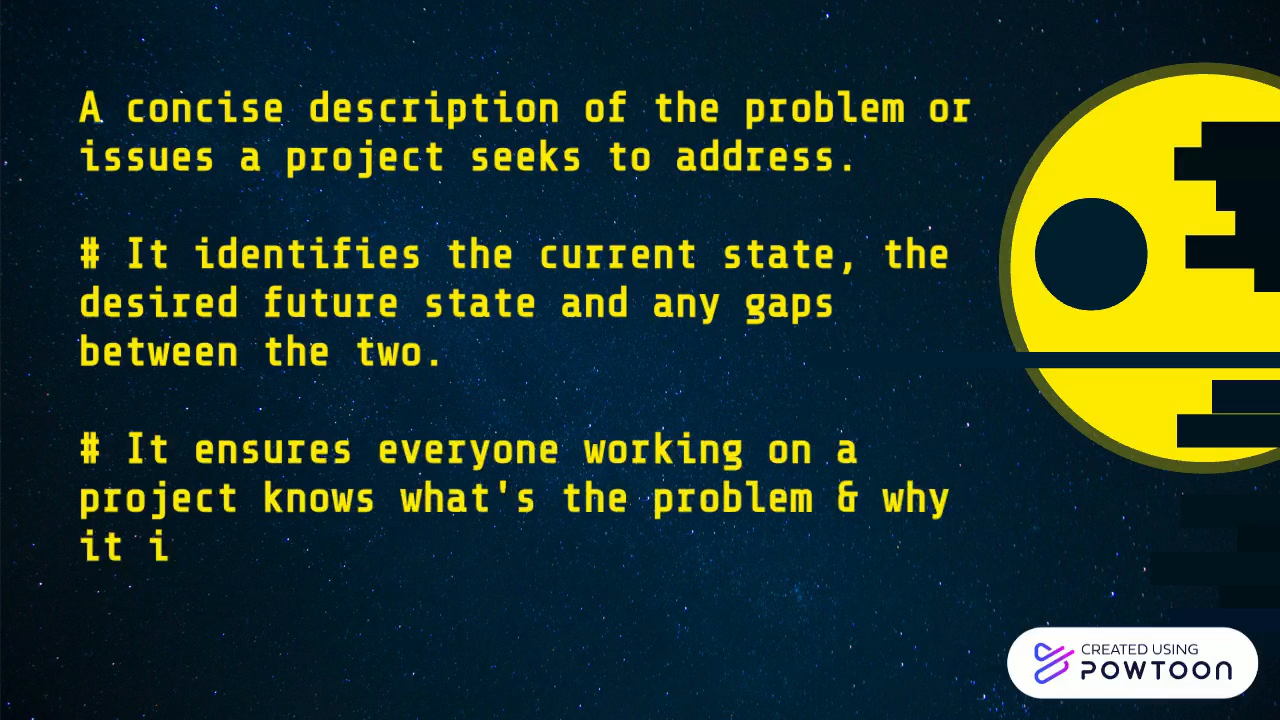 A concise description of the problem or
issues a project seeks to address.
# It identifies the current state, the
desired future state and any gaps
between the two.
# It ensures everyone working on a
project knows what's the problem & why
it i
CREATED USING
POWTOON